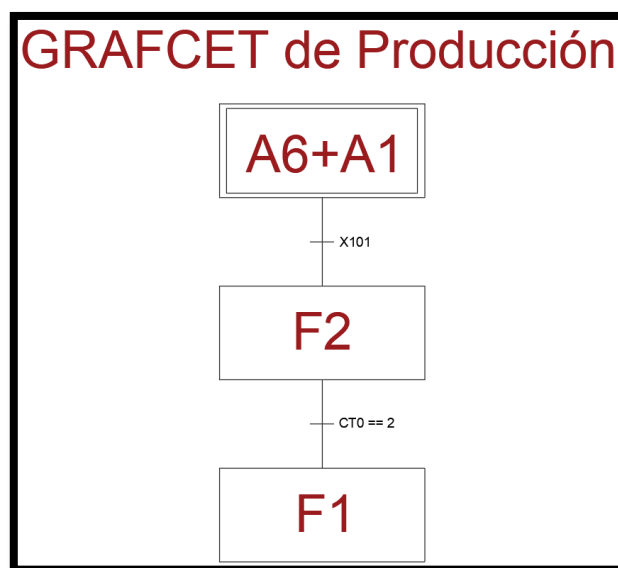 GRAFCET de Producción
A6+A1
X101
F2
CT0 == 2
F1